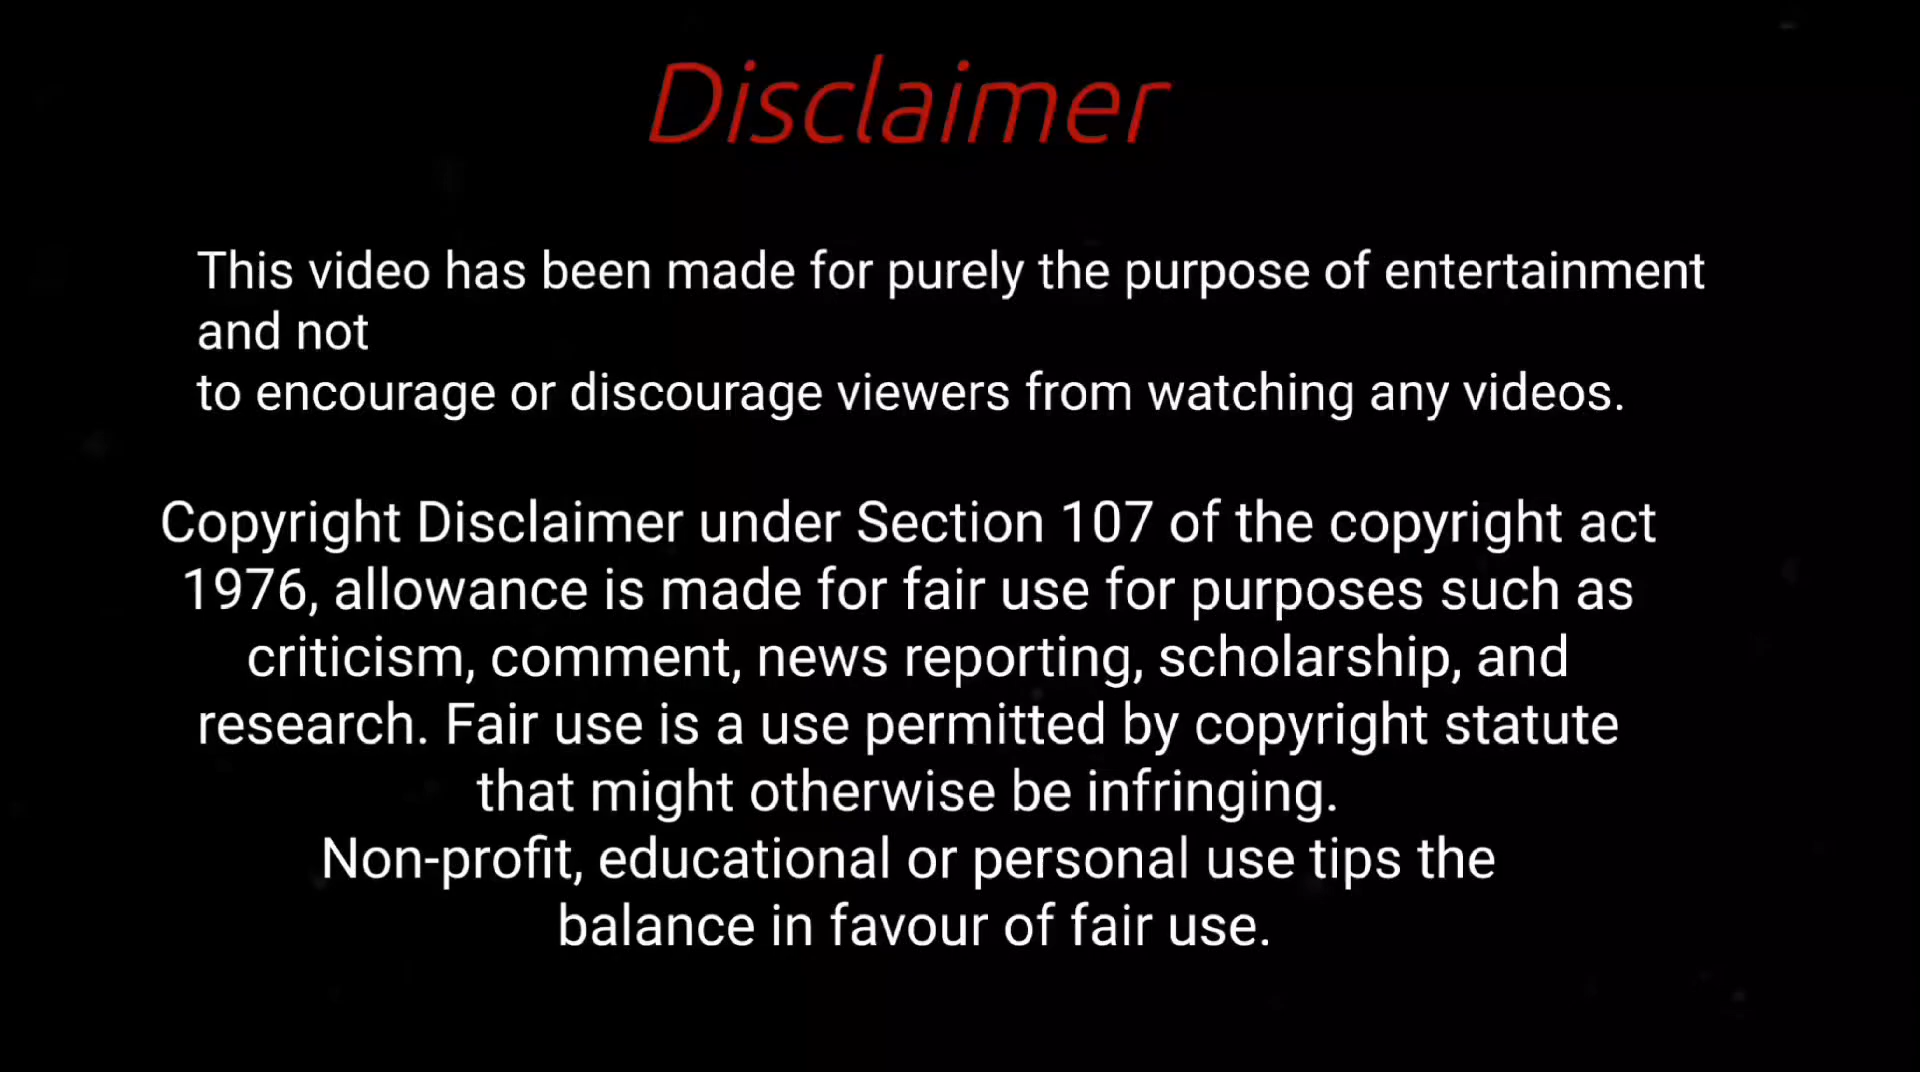 Disclaimer
This video has been made for purely the purpose of entertainment
and not
to encourage or discourage viewers from watching any videos.
Copyright Disclaimer under Section 107 of the copyright act
1976, allowance is made for fair use for purposes such as
criticism, comment, news reporting, scholarship, and
research. Fair use is a use permitted by copyright statute
that might otherwise be infringing.
Non-profit, educational or personal use tips the
balance in favour of fair use.